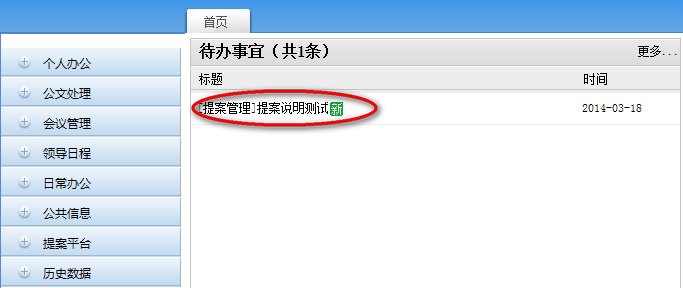 首页
个人办公
公文处理
会议管理
领导日程
日常办公
公共信息
提案平台
历史数据
待办事宜（共1条） 更多...
标题 时间
[提案管理]提案说明测试 新 2014-03-18